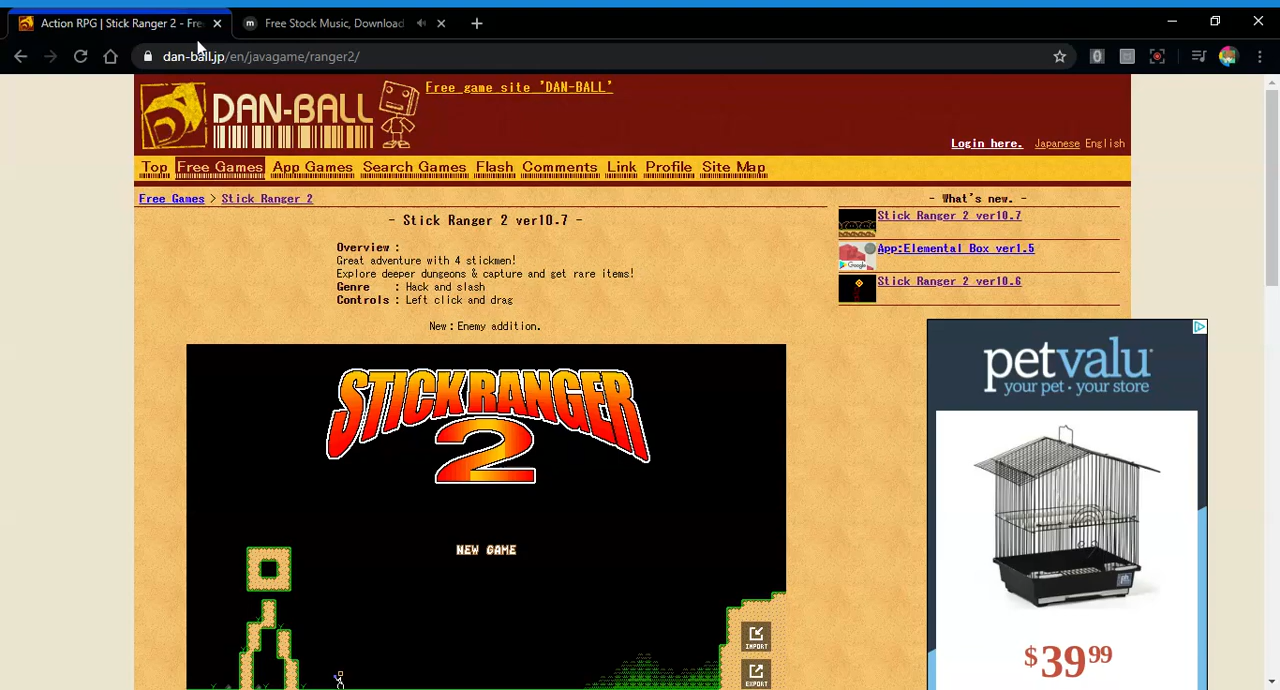 Action RPG | Stick Ranger 2 - Fre
Free Stock Music, Download
dan-ball.jp/en/javagame/ranger2/
DAN-BALL
Free game site 'DAN-BALL'
Login here. Japanese English
Top Free Games App Games Search Games Flash Comments Link Profile Site Map
Free Games > Stick Ranger 2
- Stick Ranger 2 ver10.7 -
Overview :
Great adventure with 4 stickmen!
Explore deeper dungeons & capture and get rare items!
Genre : Hack and slash
Controls : Left click and drag
New : Enemy addition.
STICK RANGER
2
NEW GAME
IMPORT
EXPORT
- What's new. -
Stick Ranger 2 ver10.7
App:Elemental Box ver1.5
Google
Stick Ranger 2 ver10.6
petvalu
your pet · your store
$39.99